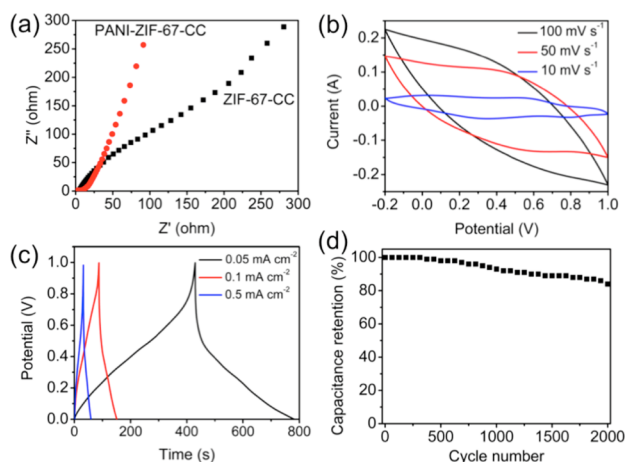 (a)
300
250
200
150
100
50
0
Z" (ohm)
PANI-ZIF-67-CC
ZIF-67-CC
0 50 100 150 200 250 300
Z' (ohm)
(b)
0.2
0.1
0.0
-0.1
-0.2
Current (A)
100 mV s-1
50 mV s-1
10 mV s-1
-0.2 0.0 0.2 0.4 0.6 0.8 1.0
Potential (V)
(c)
1.0
0.8
0.6
0.4
0.2
0.0
Potential (V)
0.05 mA cm-2
0.1 mA cm-2
0.5 mA cm-2
0 200 400 600 800
Time (s)
(d)
100
80
60
40
20
0
Capacitance retention (%)
0 500 1000 1500 2000
Cycle number